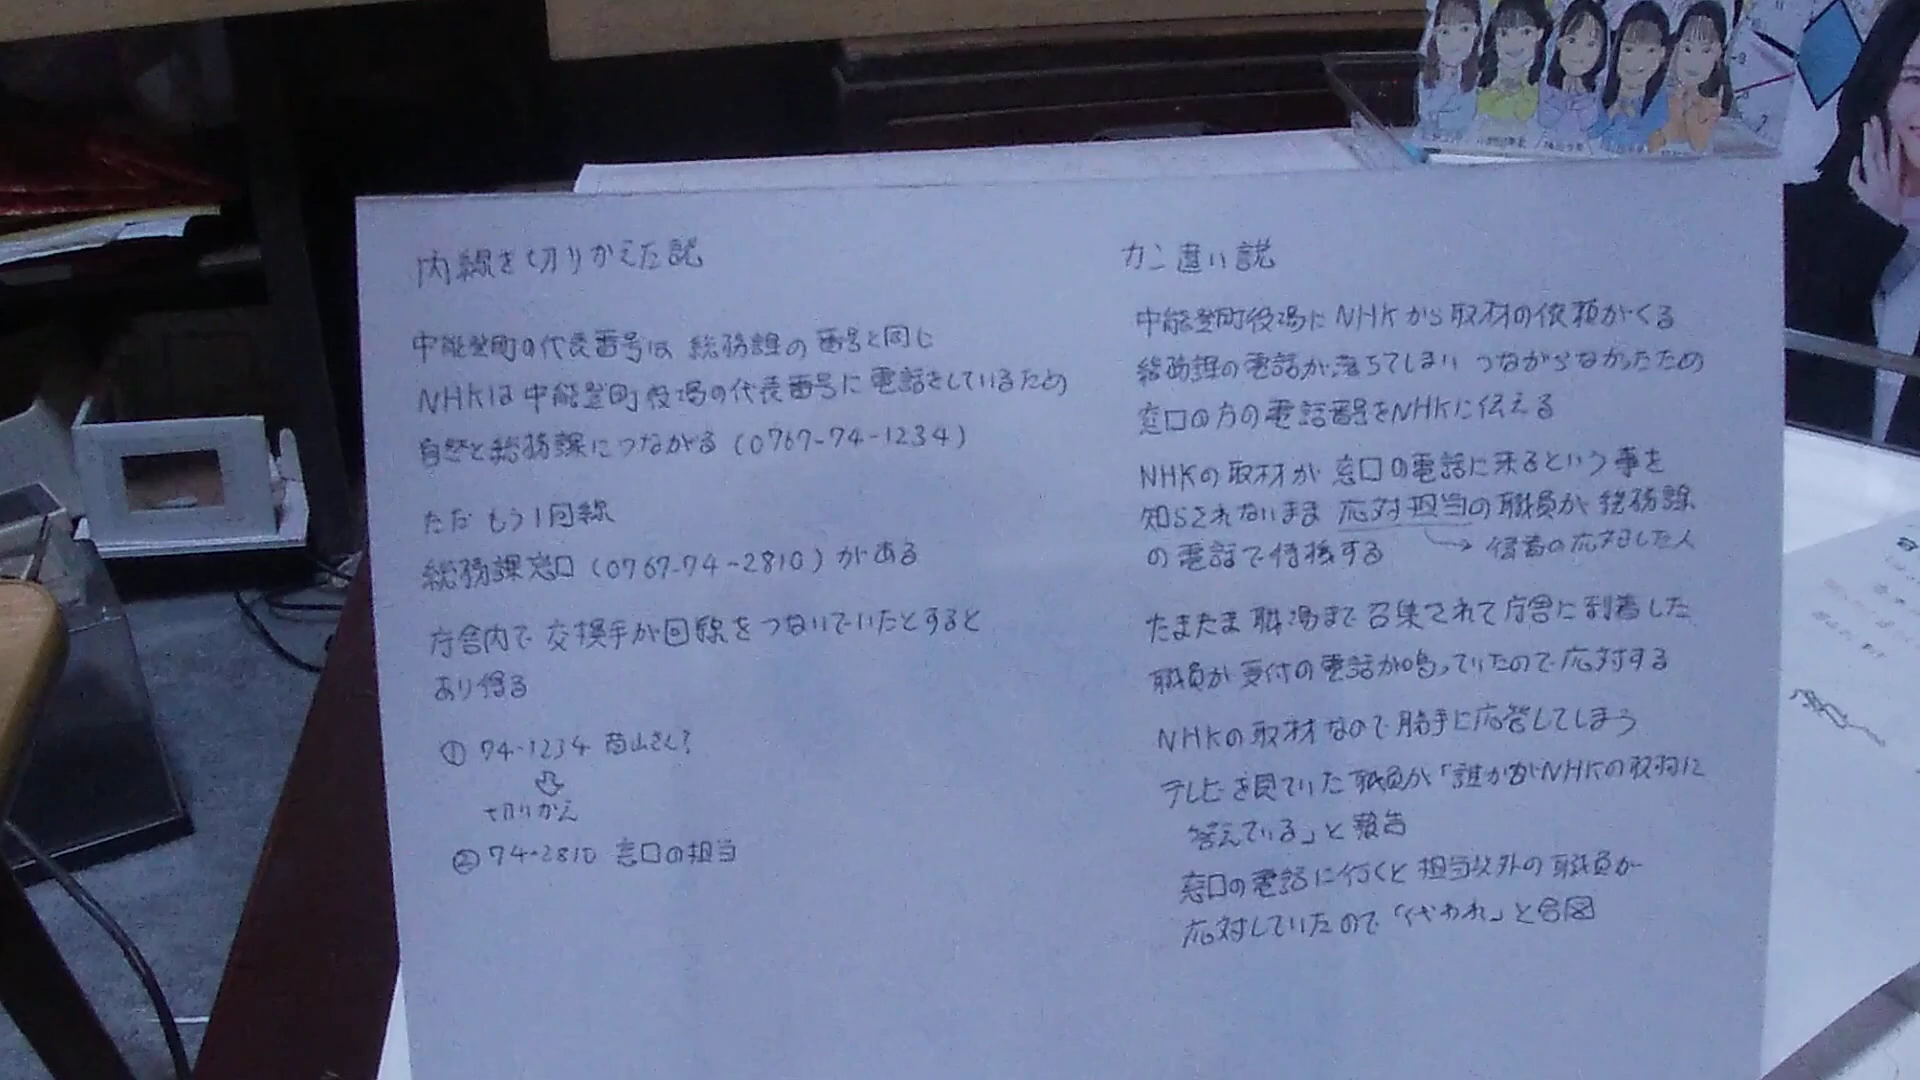 内線を切りかえた説
中能登町の代表番号は 総務課の番号と同じ
NHKは中能登町役場の代表番号に電話をしているため
自然と総務課につながる(0767-74-1234)
ただ もう1回線
総務課窓口(0767-74-2810)がある
庁舎内で 交換手が回線をつないでいたとすると
あり得る
① 74-1234 さん?
切りかえ
② 74-2810 窓口の担当
カン違い説
中能登町役場にNHKから取材の依頼がくる
総務課の電話が落ちてしまい つながらなかったため
窓口の方の電話番号をNHKに伝える
NHKの取材が 窓口の電話に来るという事を
知らされないまま 応対担当の職員が 総務課
の電話で待機する → の応対した人
たまたま 職場まで召集されて庁舎に到着した
職員が 受付の電話が鳴っていたので応対する
NHKの取材なので勝手に応答してしまう
テレビを見ていた職員が「誰かがNHKの取材に
答えている」と報告
窓口の電話に行くと担当以外の職員が
応対していたので「代われ」と合図